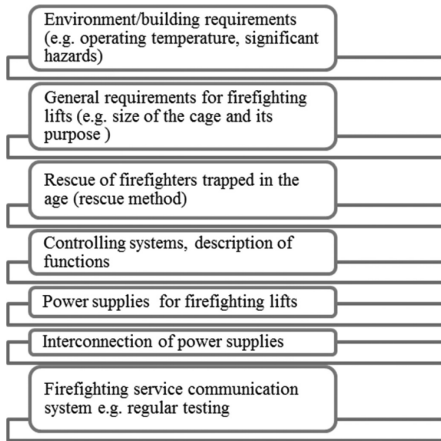 Environment/building requirements
(e.g. operating temperature, significant
hazards)
General requirements for firefighting
lifts (e.g. size of the cage and its
purpose )
Rescue of firefighters trapped in the
age (rescue method)
Controlling systems, description of
functions
Power supplies  for firefighting lifts
Interconnection of power supplies
Firefighting service communication
system e.g. regular testing